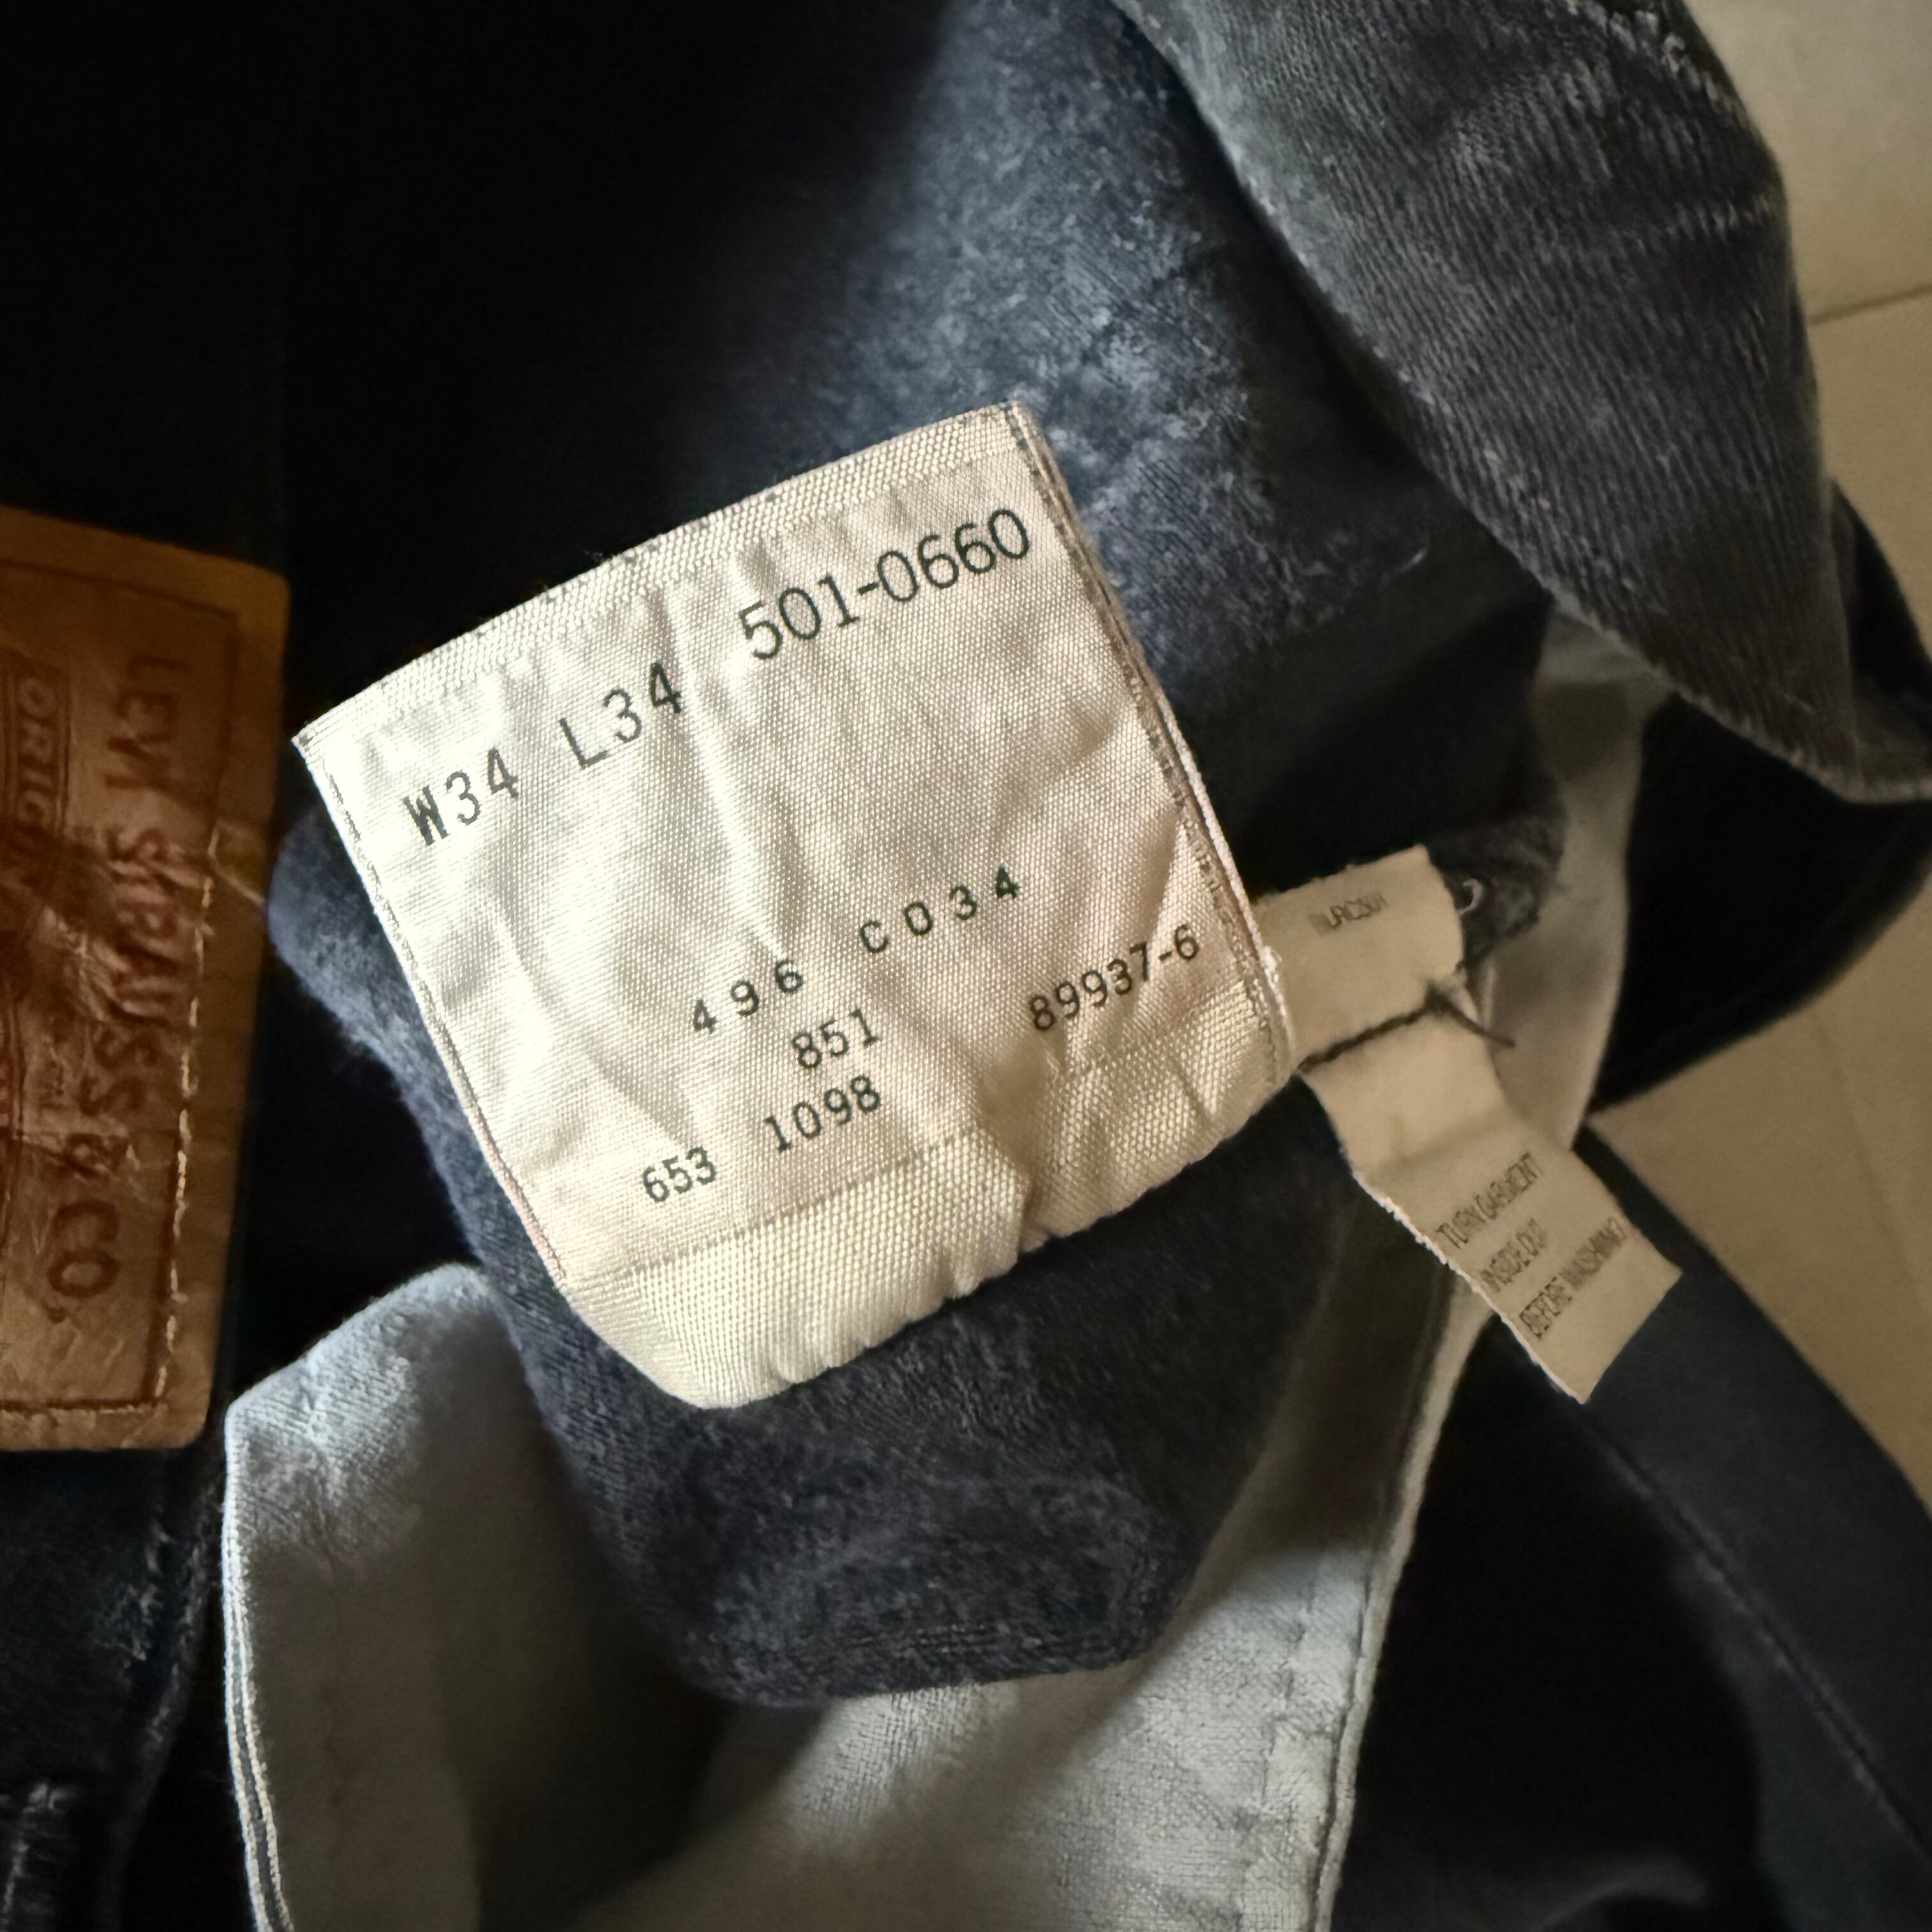 W34 L34 501-0660
496 C034
851 89937-6
653 1098
TURN GARMENT
INSIDE OUT
BEFORE WASHING
LEVI STRAUSS & CO.